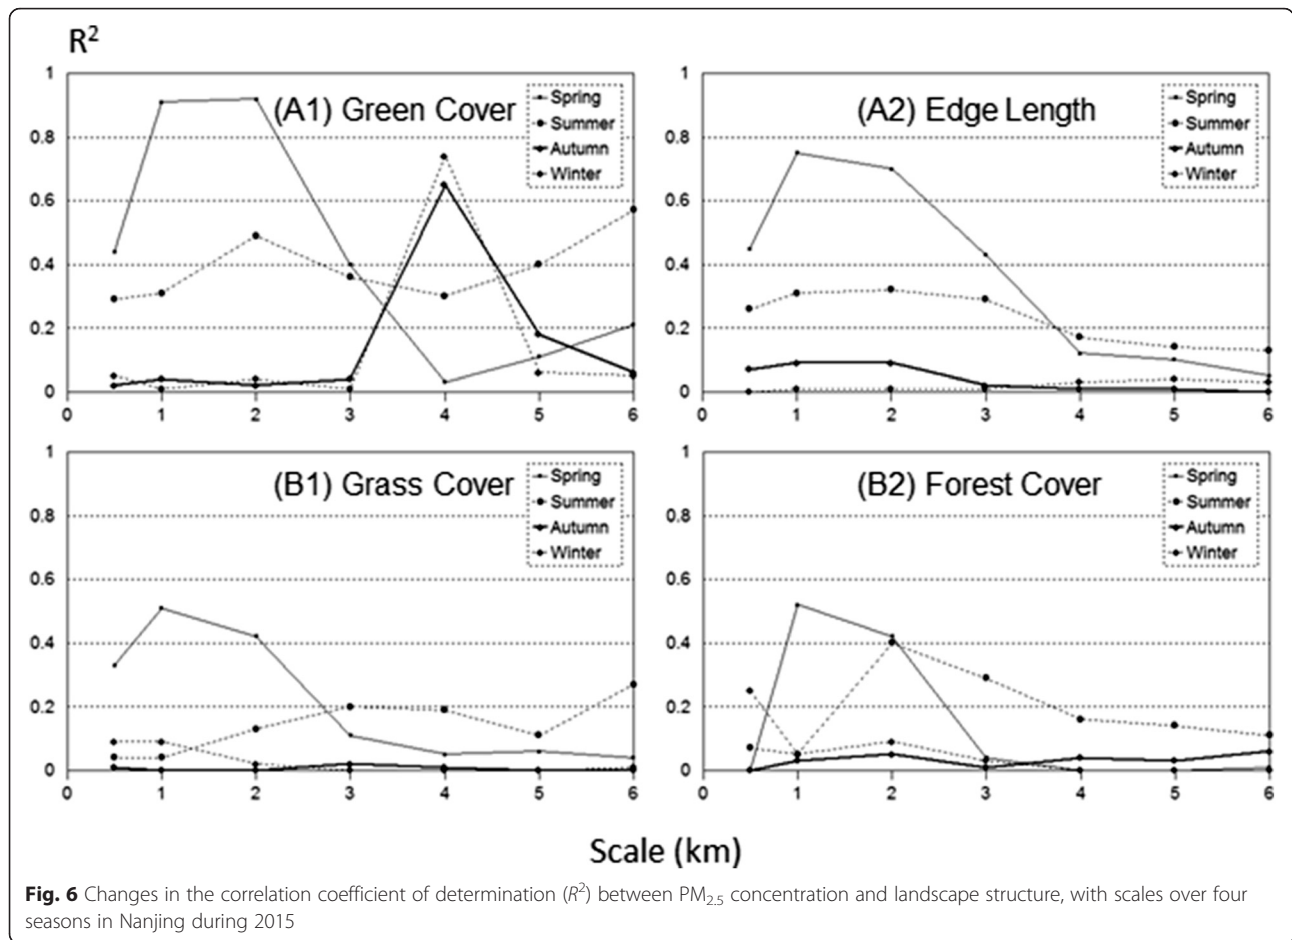 R²
(A1) Green Cover
1
0.8
0.6
0.4
0.2
0
0 1 2 3 4 5 6
Spring
Summer
Autumn
Winter
(A2) Edge Length
1
0.8
0.6
0.4
0.2
0
0 1 2 3 4 5 6
Spring
Summer
Autumn
Winter
(B1) Grass Cover
1
0.8
0.6
0.4
0.2
0
0 1 2 3 4 5 6
Spring
Summer
Autumn
Winter
(B2) Forest Cover
1
0.8
0.6
0.4
0.2
0
0 1 2 3 4 5 6
Spring
Summer
Autumn
Winter
Scale (km)
Fig. 6 Changes in the correlation coefficient of determination (R²) between PM₂.₅ concentration and landscape structure, with scales over four
seasons in Nanjing during 2015